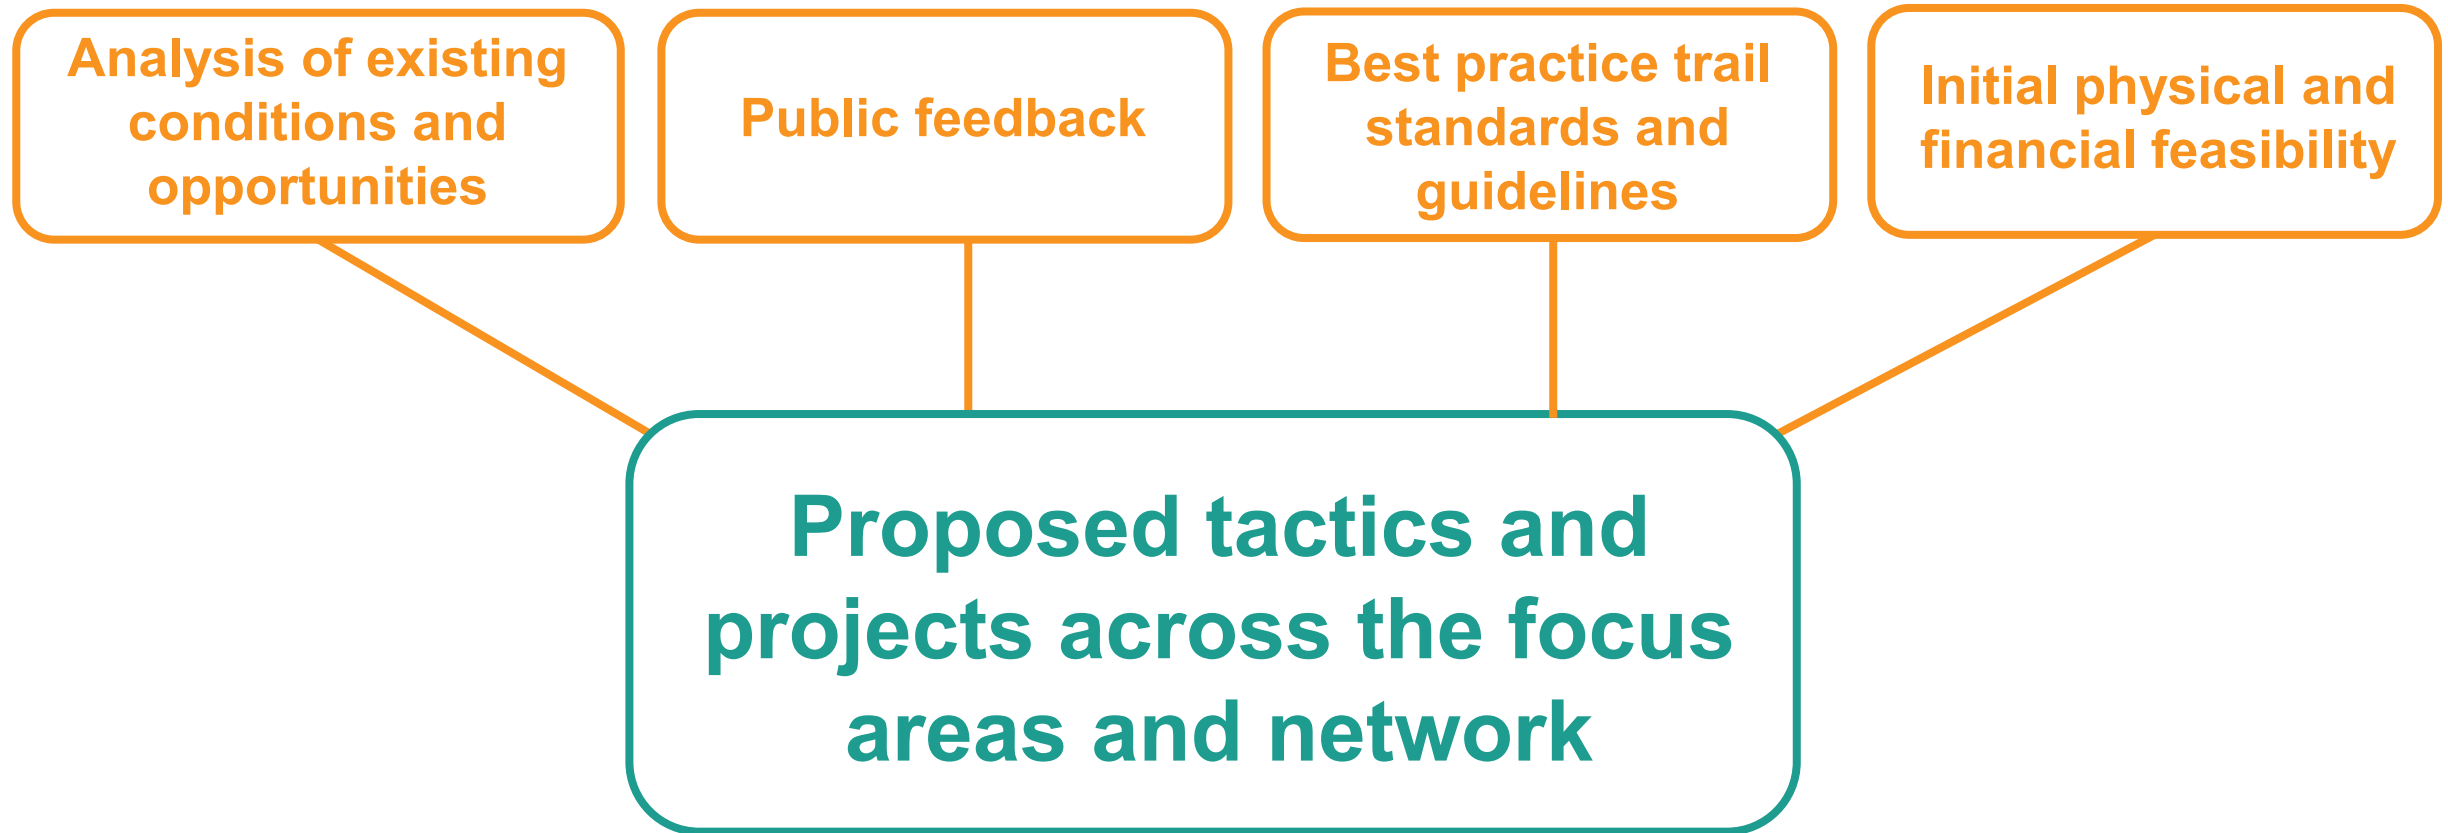 Analysis of existing
conditions and
opportunities
Public feedback
Best practice trail
standards and
guidelines
Initial physical and
financial feasibility
Proposed tactics and
projects across the focus
areas and network